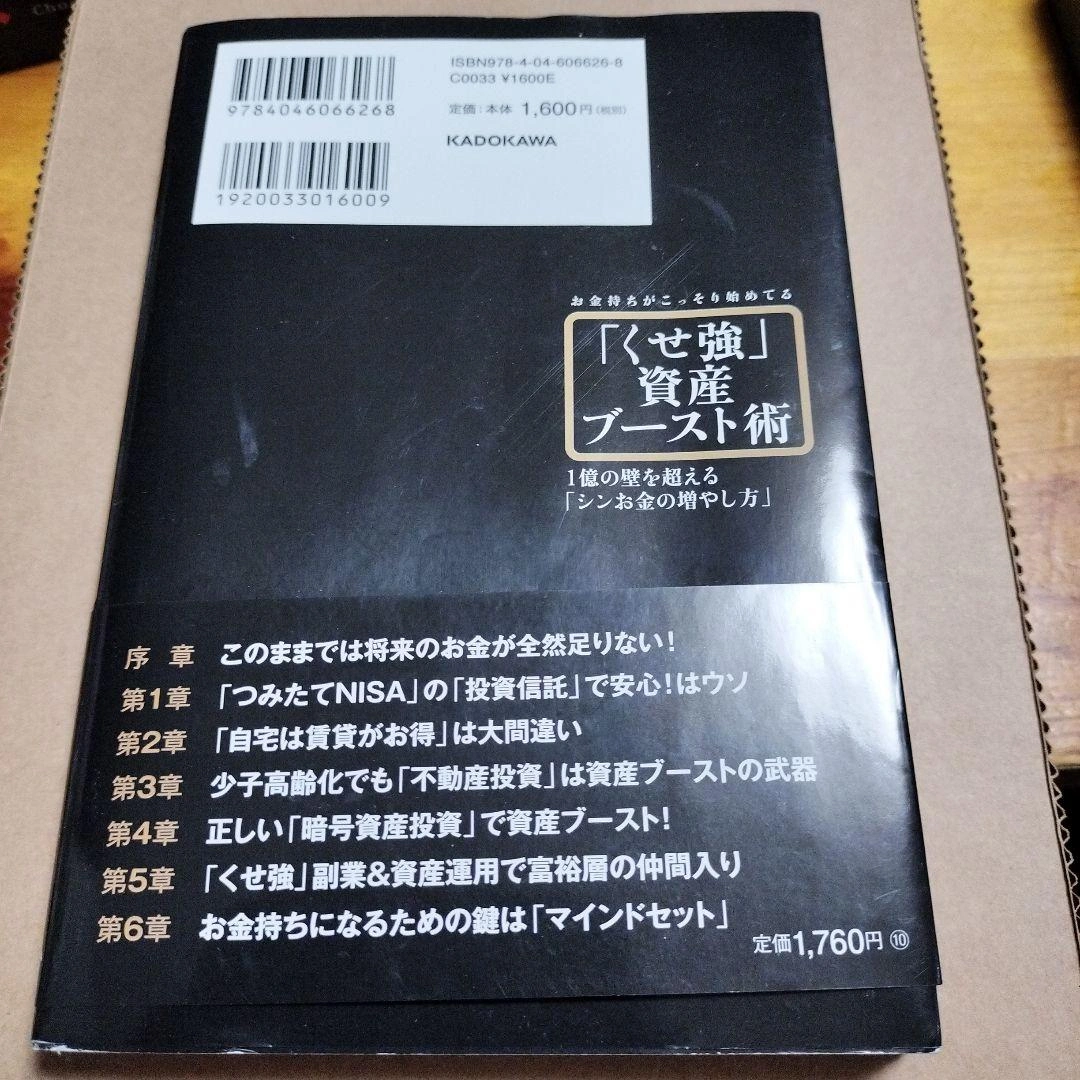 ISBN978-4-04-606626-8
C0033 ¥1600E
定価:本体 1,600円(税別)
KADOKAWA
9784046066268
1920033016009
お金持ちがこっそり始めてる
「くせ強」
資産
ブースト術
1億の壁を超える
「シンお金の増やし方」
序章 このままでは将来のお金が全然足りない!
第1章 「つみたてNISA」の「投資信託」で安心!はウソ
第2章 「自宅は賃貸がお得」は大間違い
第3章 少子高齢化でも「不動産投資」は資産ブーストの武器
第4章 正しい「暗号資産投資」で資産ブースト!
第5章 「くせ強」副業&資産運用で富裕層の仲間入り
第6章 お金持ちになるための鍵は「マインドセット」
定価1,760円 ⑩